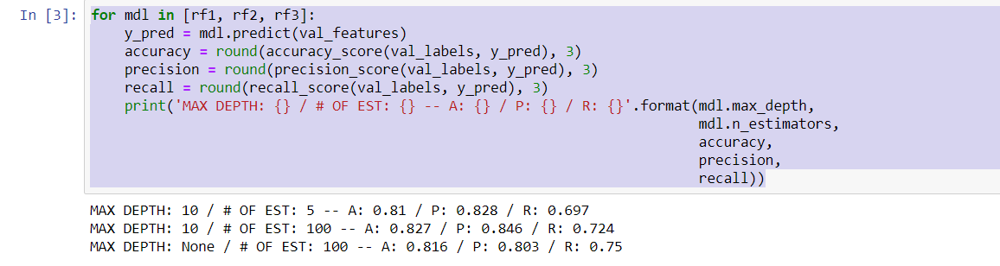 In [3]: for mdl in [rf1, rf2, rf3]:
    y_pred = mdl.predict(val_features)
    accuracy = round(accuracy_score(val_labels, y_pred), 3)
    precision = round(precision_score(val_labels, y_pred), 3)
    recall = round(recall_score(val_labels, y_pred), 3)
    print('MAX DEPTH: {} / # OF EST: {} -- A: {} / P: {} / R: {}'.format(mdl.max_depth,
                                                                         mdl.n_estimators,
                                                                         accuracy,
                                                                         precision,
                                                                         recall))
MAX DEPTH: 10 / # OF EST: 5 -- A: 0.81 / P: 0.828 / R: 0.697
MAX DEPTH: 10 / # OF EST: 100 -- A: 0.827 / P: 0.846 / R: 0.724
MAX DEPTH: None / # OF EST: 100 -- A: 0.816 / P: 0.803 / R: 0.75